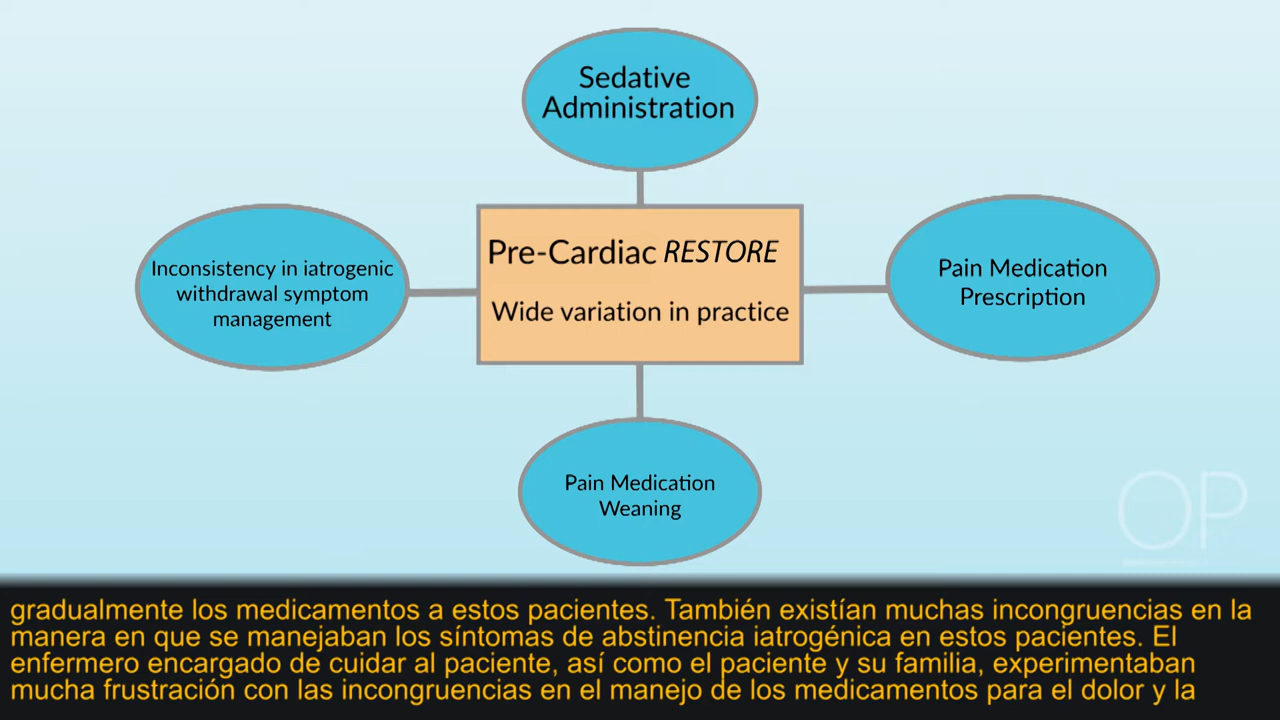 Sedative
Administration
Inconsistency in iatrogenic
withdrawal symptom
management
Pre-Cardiac RESTORE
Wide variation in practice
Pain Medication
Prescription
Pain Medication
Weaning
OP
gradualmente los medicamentos a estos pacientes. También existían muchas incongruencias en la
manera en que se manejaban los síntomas de abstinencia iatrogénica en estos pacientes. El
enfermero encargado de cuidar al paciente, así como el paciente y su familia, experimentaban
mucha frustración con las incongruencias en el manejo de los medicamentos para el dolor y la